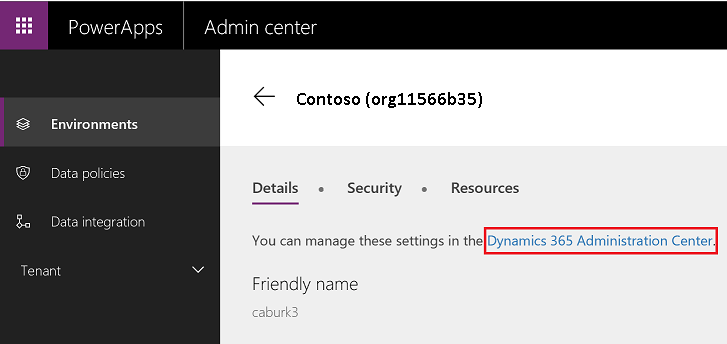 PowerApps Admin center
Contoso (org11566b35)
Environments
Data policies
Data integration
Tenant
Details • Security • Resources
You can manage these settings in the Dynamics 365 Administration Center.
Friendly name
caburk3